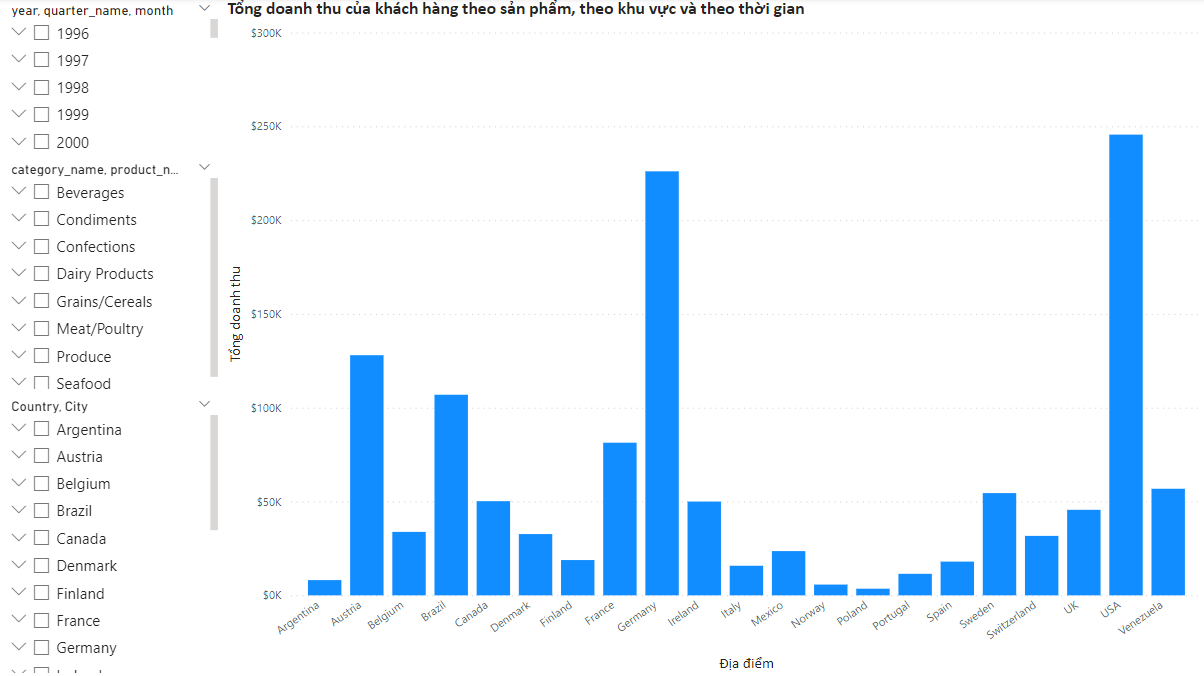 year, quarter_name, month
1996
1997
1998
1999
2000
category_name, product_n...
Beverages
Condiments
Confections
Dairy Products
Grains/Cereals
Meat/Poultry
Produce
Seafood
Country, City
Argentina
Austria
Belgium
Brazil
Canada
Denmark
Finland
France
Germany
Tổng doanh thu của khách hàng theo sản phẩm, theo khu vực và theo thời gian
$300K
$250K
$200K
$150K
$100K
$50K
$0K
Tổng doanh thu
Argentina
Austria
Belgium
Brazil
Canada
Denmark
Finland
France
Germany
Ireland
Italy
Mexico
Norway
Poland
Portugal
Spain
Sweden
Switzerland
UK
USA
Venezuela
Địa điểm